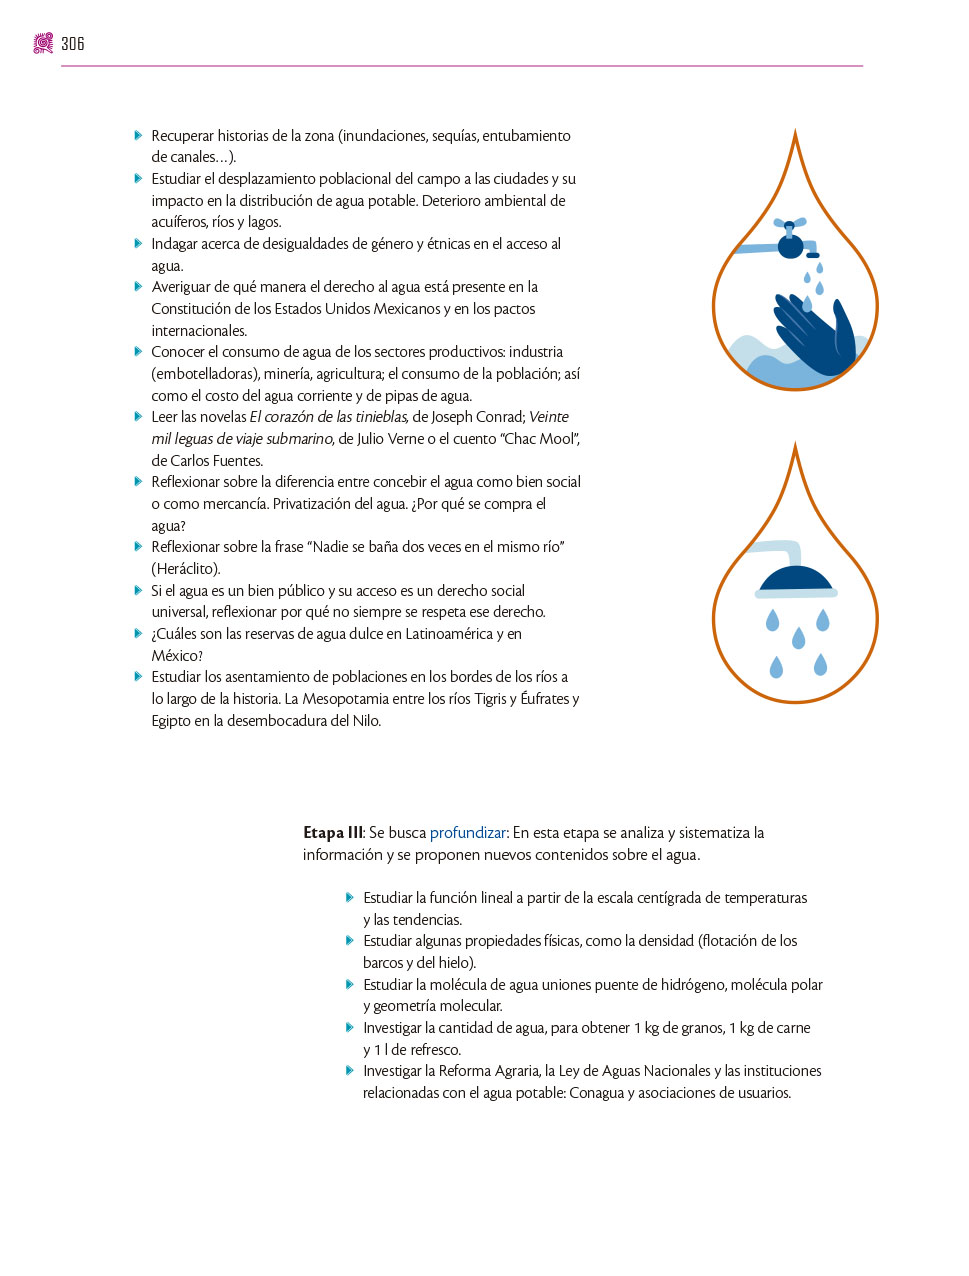 306
Recuperar historias de la zona (inundaciones, sequías, entubamiento
de canales…).
Estudiar el desplazamiento poblacional del campo a las ciudades y su
impacto en la distribución de agua potable. Deterioro ambiental de
acuíferos, ríos y lagos.
Indagar acerca de desigualdades de género y étnicas en el acceso al
agua.
Averiguar de qué manera el derecho al agua está presente en la
Constitución de los Estados Unidos Mexicanos y en los pactos
internacionales.
Conocer el consumo de agua de los sectores productivos: industria
(embotelladoras), minería, agricultura; el consumo de la población; así
como el costo del agua corriente y de pipas de agua.
Leer las novelas El corazón de las tinieblas, de Joseph Conrad; Veinte
mil leguas de viaje submarino, de Julio Verne o el cuento “Chac Mool”,
de Carlos Fuentes.
Reflexionar sobre la diferencia entre concebir el agua como bien social
o como mercancía. Privatización del agua. ¿Por qué se compra el
agua?
Reflexionar sobre la frase “Nadie se baña dos veces en el mismo río”
(Heráclito).
Si el agua es un bien público y su acceso es un derecho social
universal, reflexionar por qué no siempre se respeta ese derecho.
¿Cuáles son las reservas de agua dulce en Latinoamérica y en
México?
Estudiar los asentamiento de poblaciones en los bordes de los ríos a
lo largo de la historia. La Mesopotamia entre los ríos Tigris y Éufrates y
Egipto en la desembocadura del Nilo.
Etapa III: Se busca profundizar: En esta etapa se analiza y sistematiza la
información y se proponen nuevos contenidos sobre el agua.
Estudiar la función lineal a partir de la escala centígrada de temperaturas
y las tendencias.
Estudiar algunas propiedades físicas, como la densidad (flotación de los
barcos y del hielo).
Estudiar la molécula de agua uniones puente de hidrógeno, molécula polar
y geometría molecular.
Investigar la cantidad de agua, para obtener 1 kg de granos, 1 kg de carne
y 1 l de refresco.
Investigar la Reforma Agraria, la Ley de Aguas Nacionales y las instituciones
relacionadas con el agua potable: Conagua y asociaciones de usuarios.